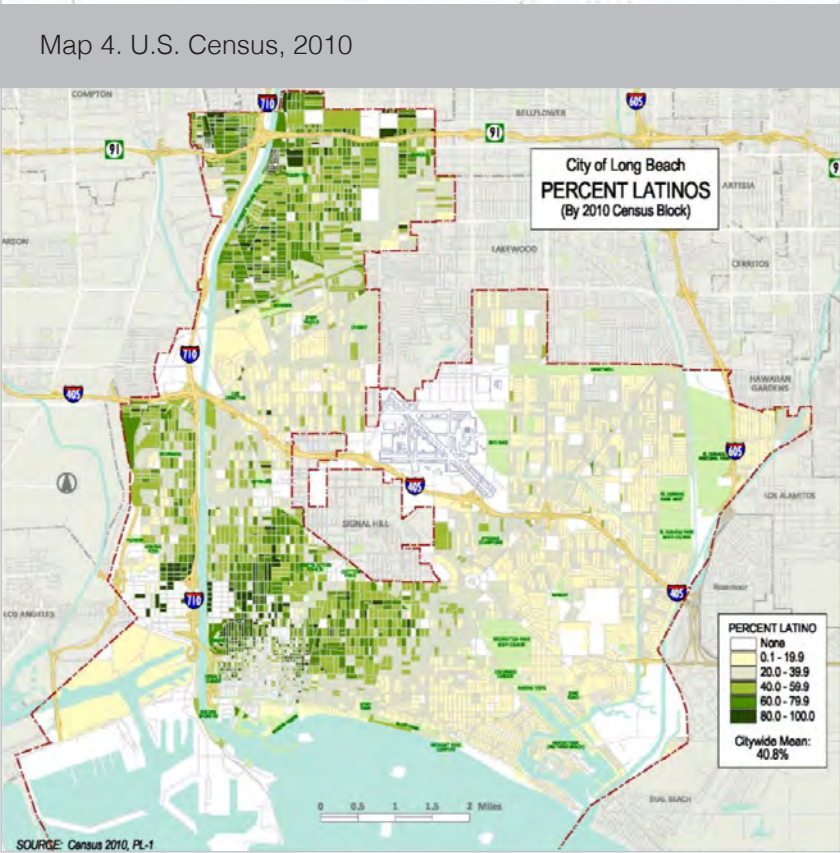 Map 4. U.S. Census, 2010
COMPTON
710
BELLFLOWER
605
91
91
9
City of Long Beach
PERCENT LATINOS
(By 2010 Census Block)
ARTESIA
ARSON
LAKEWOOD
CERRITOS
710
405
HAWAIIAN
GARDENS
605
405
LOS ALAMITOS
SIGNAL HILL
Rossmoor
405
710
LOS ANGELES
PERCENT LATINO
None
0.1 - 19.9
20.0 - 39.9
40.0 - 59.9
60.0 - 79.9
80.0 - 100.0
Citywide Mean:
40.8%
SEAL BEACH
0 0.5 1 1.5 2 Miles
SOURCE: Census 2010, PL-1